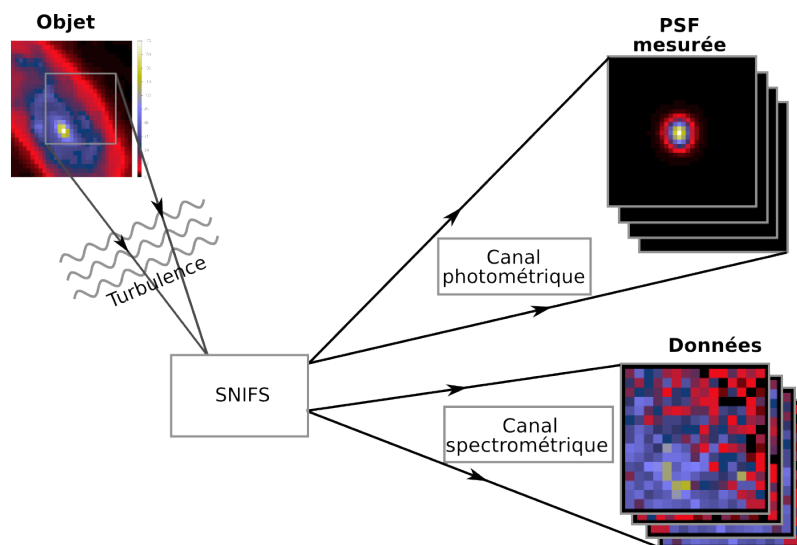 Objet
PSF
mesurée
Turbulence
Canal
photométrique
SNIFS
Données
Canal
spectrométrique